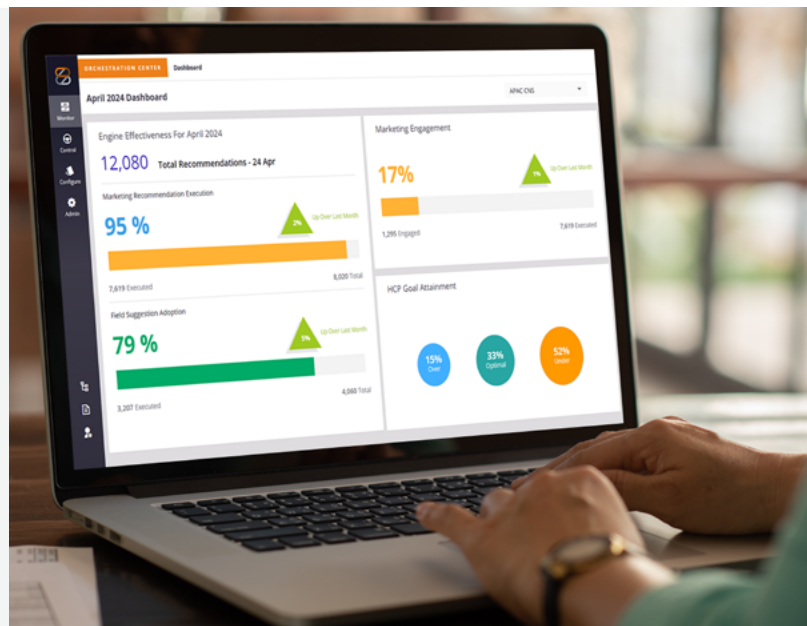 ORCHESTRATION CENTER Dashboard
April 2024 Dashboard
APAC CNS
Monitor
Control
Configure
Admin
Engine Effectiveness For April 2024
12,080 Total Recommendations - 24 Apr
Marketing Recommendation Execution
95 %
2%
Up Over Last Month
7,619 Executed
8,020 Total
Field Suggestion Adoption
79 %
5%
Up Over Last Month
3,207 Executed
4,060 Total
Marketing Engagement
17%
1%
Up Over Last Month
1,295 Engaged
7,619 Executed
HCP Goal Attainment
15%
Over
33%
Optimal
52%
Under